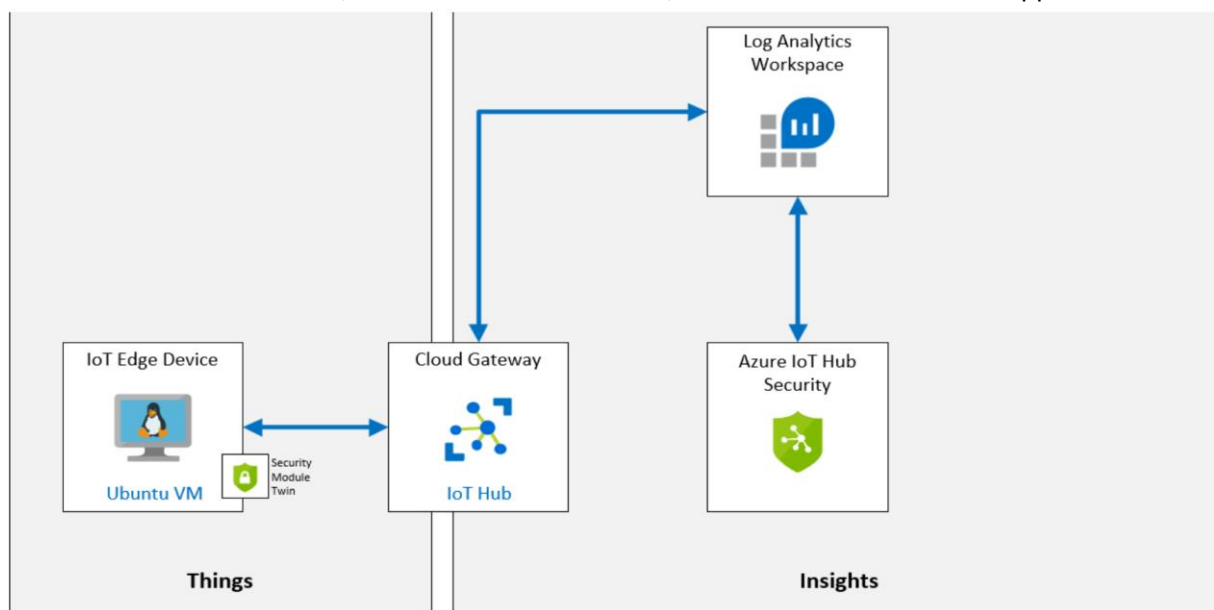 Log Analytics
Workspace
IoT Edge Device
Ubuntu VM
Security
Module
Twin
Cloud Gateway
IoT Hub
Azure IoT Hub
Security
Things
Insights